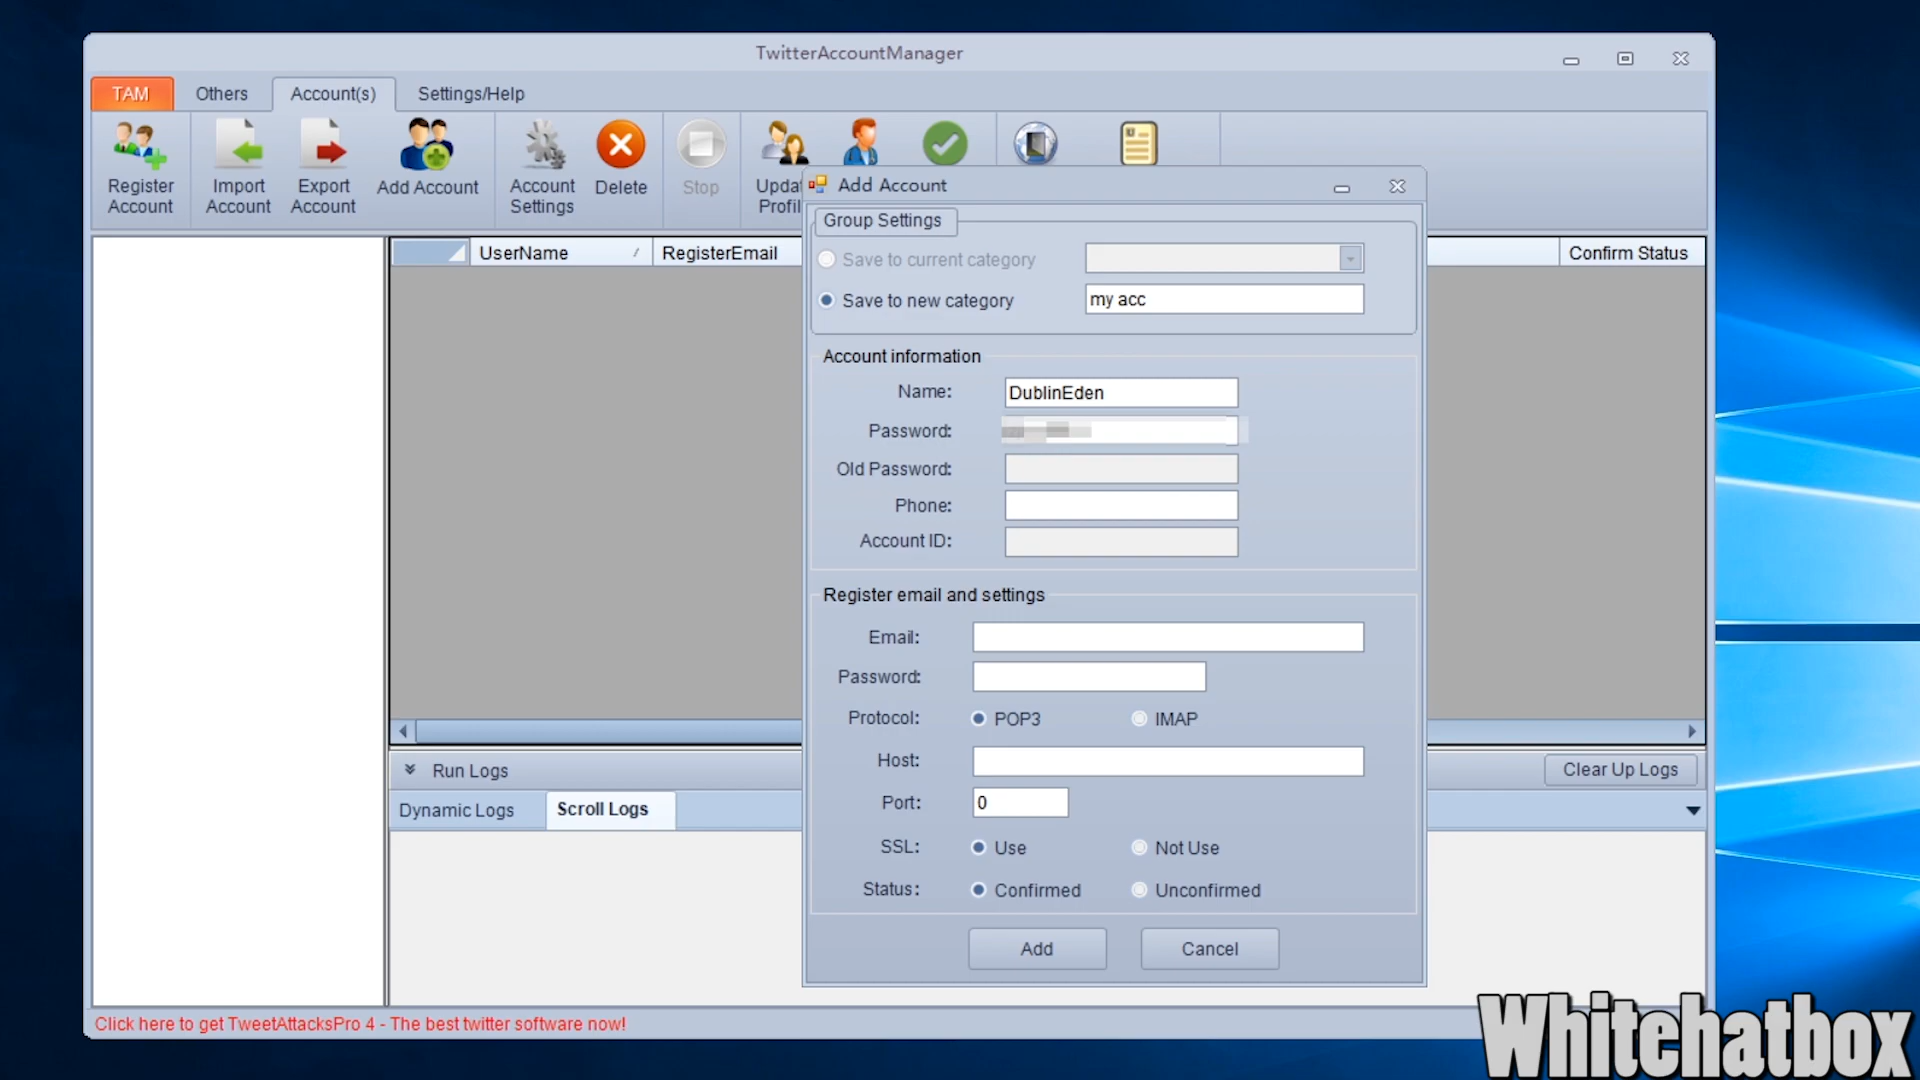 TwitterAccountManager
TAM
Others
Account(s)
Settings/Help
Register
Account
Import
Account
Export
Account
Add Account
Account
Settings
Delete
Stop
Profil
Add Account
Group Settings
Save to current category
Save to new category
my acc
UserName
RegisterEmail
Confirm Status
Account information
Name:
DublinEden
Password:
Old Password:
Phone:
Account ID:
Register email and settings
Email:
Password:
Protocol:
POP3
IMAP
Host:
Port:
0
SSL:
Use
Not Use
Status:
Confirmed
Unconfirmed
Add
Cancel
Run Logs
Clear Up Logs
Dynamic Logs
Scroll Logs
Click here to get TweetAttacksPro 4 - The best twitter software now!
Whitehatbox